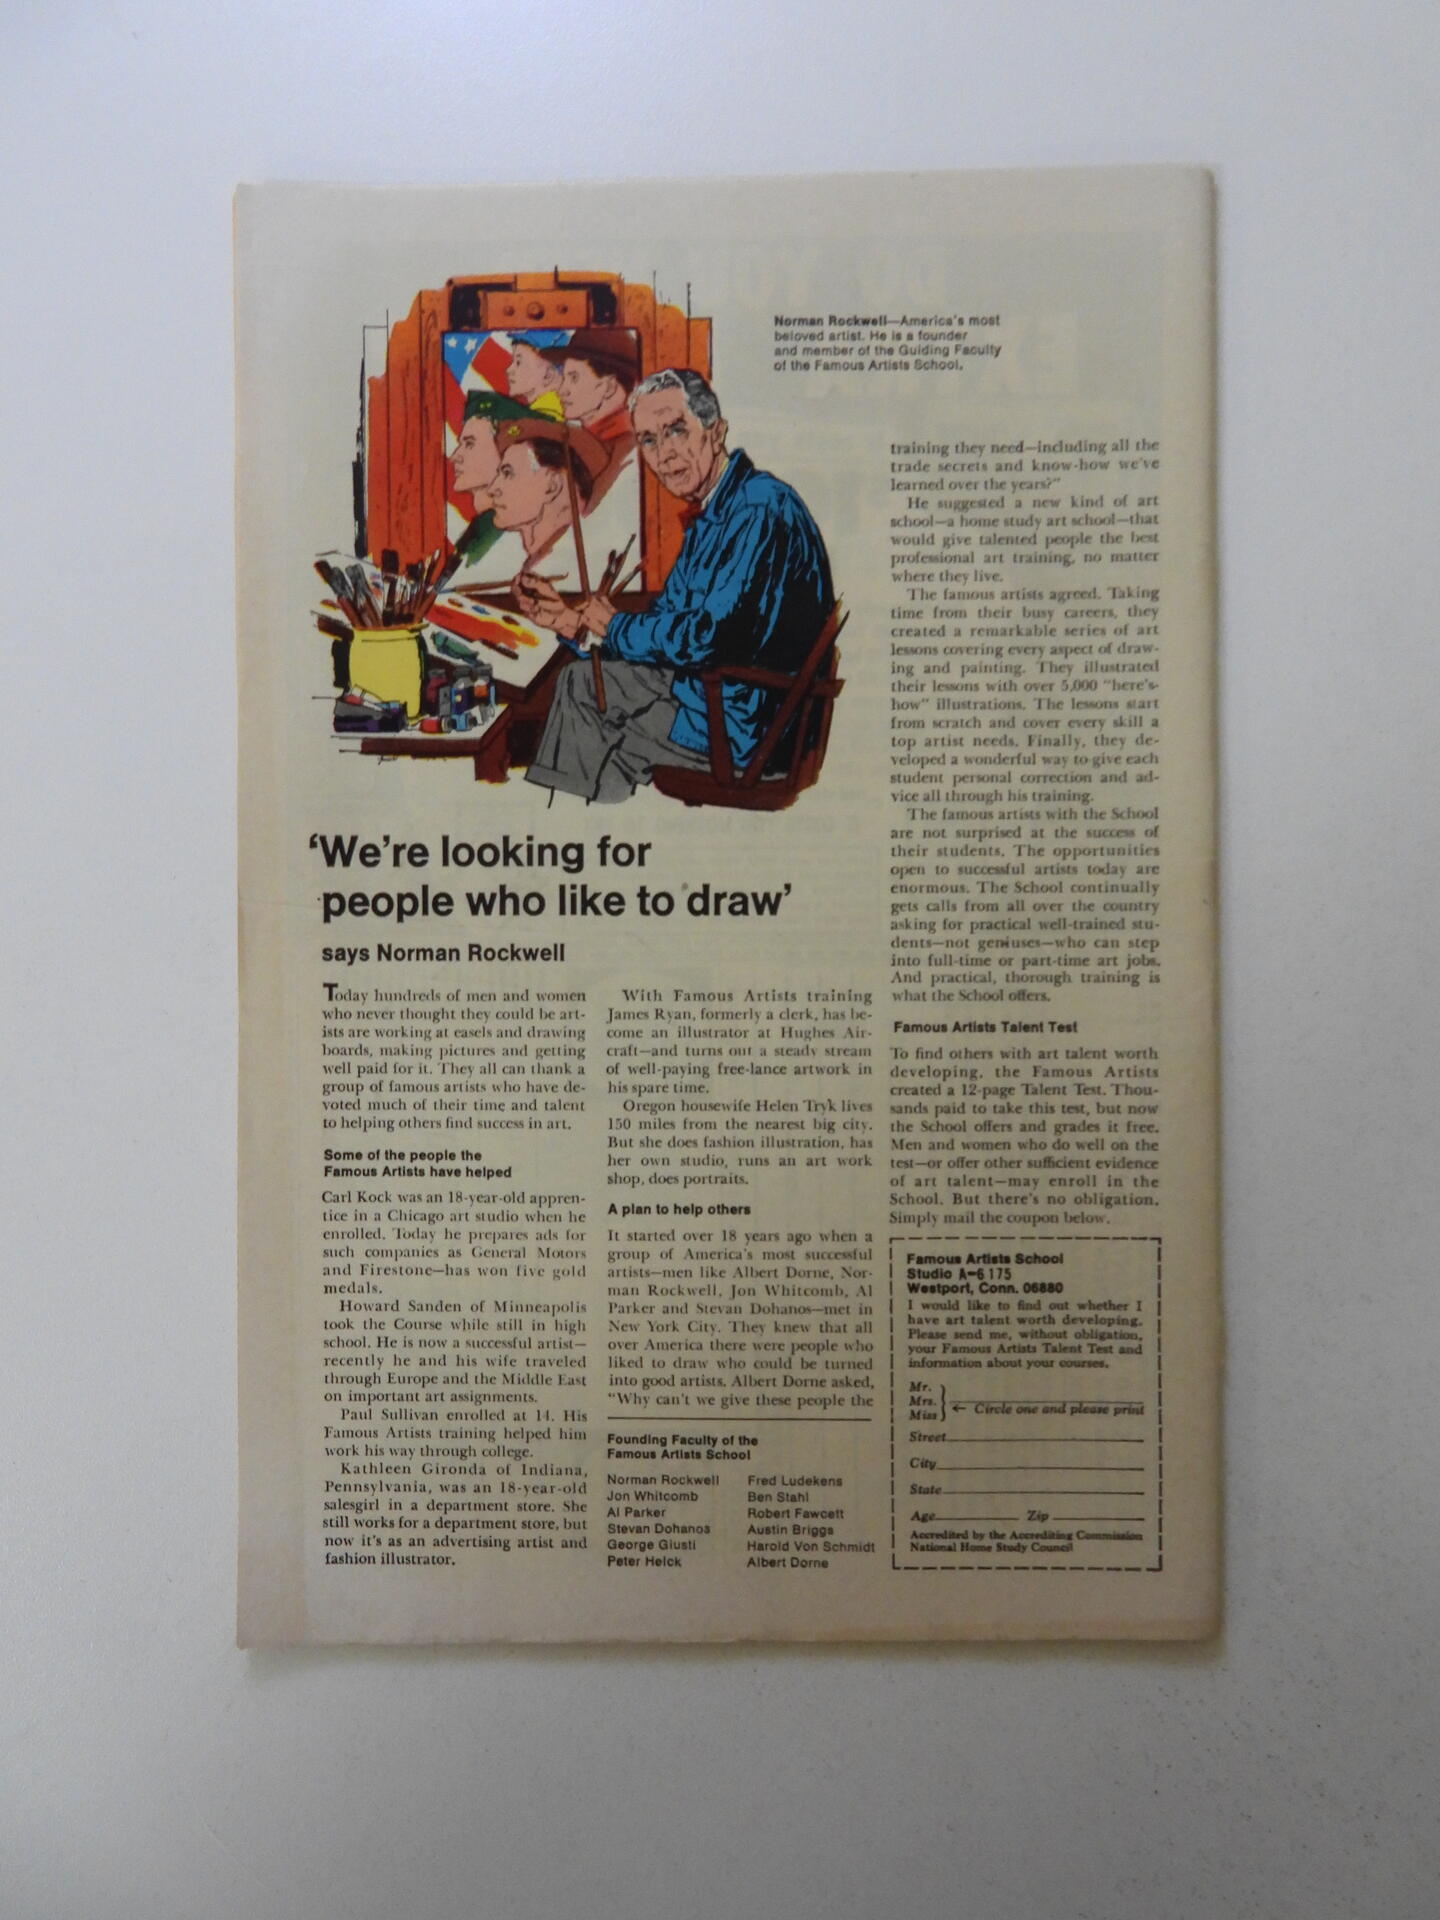 Norman Rockwell—America's most
beloved artist. He is a founder
and member of the Guiding Faculty
of the Famous Artists School.
'We're looking for
people who like to draw'
says Norman Rockwell
Today hundreds of men and women
who never thought they could be art-
ists are working at easels and drawing
boards, making pictures and getting
well paid for it. They all can thank a
group of famous artists who have de-
voted much of their time and talent
to helping others find success in art.
Some of the people the
Famous Artists have helped
Carl Kock was an 18-year-old appren-
tice in a Chicago art studio when he
enrolled. Today he prepares ads for
such companies as General Motors
and Firestone—has won five gold
medals.
Howard Sanden of Minneapolis
took the Course while still in high
school. He is now a successful artist—
recently he and his wife traveled
through Europe and the Middle East
on important art assignments.
Paul Sullivan enrolled at 14. His
Famous Artists training helped him
work his way through college.
Kathleen Gironda of Indiana,
Pennsylvania, was an 18-year-old
salesgirl in a department store. She
still works for a department store, but
now it's as an advertising artist and
fashion illustrator.
With Famous Artists training
James Ryan, formerly a clerk, has be-
come an illustrator at Hughes Air-
craft—and turns out a steady stream
of well-paying free-lance artwork in
his spare time.
Oregon housewife Helen Tryk lives
150 miles from the nearest big city.
But she does fashion illustration, has
her own studio, runs an art work
shop, does portraits.
A plan to help others
It started over 18 years ago when a
group of America's most successful
artists—men like Albert Dorne, Nor-
man Rockwell, Jon Whitcomb, Al
Parker and Stevan Dohanos—met in
New York City. They knew that all
over America there were people who
liked to draw who could be turned
into good artists. Albert Dorne asked,
"Why can't we give these people the
training they need—including all the
trade secrets and know-how we've
learned over the years?"
He suggested a new kind of art
school—a home study art school—that
would give talented people the best
professional art training, no matter
where they live.
The famous artists agreed. Taking
time from their busy careers, they
created a remarkable series of art
lessons covering every aspect of draw-
ing and painting. They illustrated
their lessons with over 5,000 "here's-
how" illustrations. The lessons start
from scratch and cover every skill a
top artist needs. Finally, they de-
veloped a wonderful way to give each
student personal correction and ad-
vice all through his training.
The famous artists with the School
are not surprised at the success of
their students. The opportunities
open to successful artists today are
enormous. The School continually
gets calls from all over the country
asking for practical well-trained stu-
dents—not geniuses—who can step
into full-time or part-time art jobs.
And practical, thorough training is
what the School offers.
Famous Artists Talent Test
To find others with art talent worth
developing, the Famous Artists
created a 12-page Talent Test. Thou-
sands paid to take this test, but now
the School offers and grades it free.
Men and women who do well on the
test—or offer other sufficient evidence
of art talent—may enroll in the
School. But there's no obligation.
Simply mail the coupon below.
Founding Faculty of the
Famous Artists School
Norman Rockwell
Jon Whitcomb
Al Parker
Stevan Dohanos
George Giusti
Peter Helck
Fred Ludekens
Ben Stahl
Robert Fawcett
Austin Briggs
Harold Von Schmidt
Albert Dorne
Famous Artists School
Studio A-6175
Westport, Conn. 06880
I would like to find out whether I
have art talent worth developing.
Please send me, without obligation,
your Famous Artists Talent Test and
information about your courses.
Mr.
Mrs.
Miss
← Circle one and please print
Street
City
State
Age Zip
Accredited by the Accrediting Commission
National Home Study Council